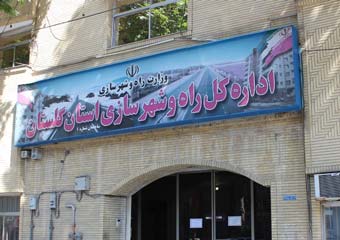 وزارت راه و شهرسازی
اداره کل راه و شهرسازی استان گلستان